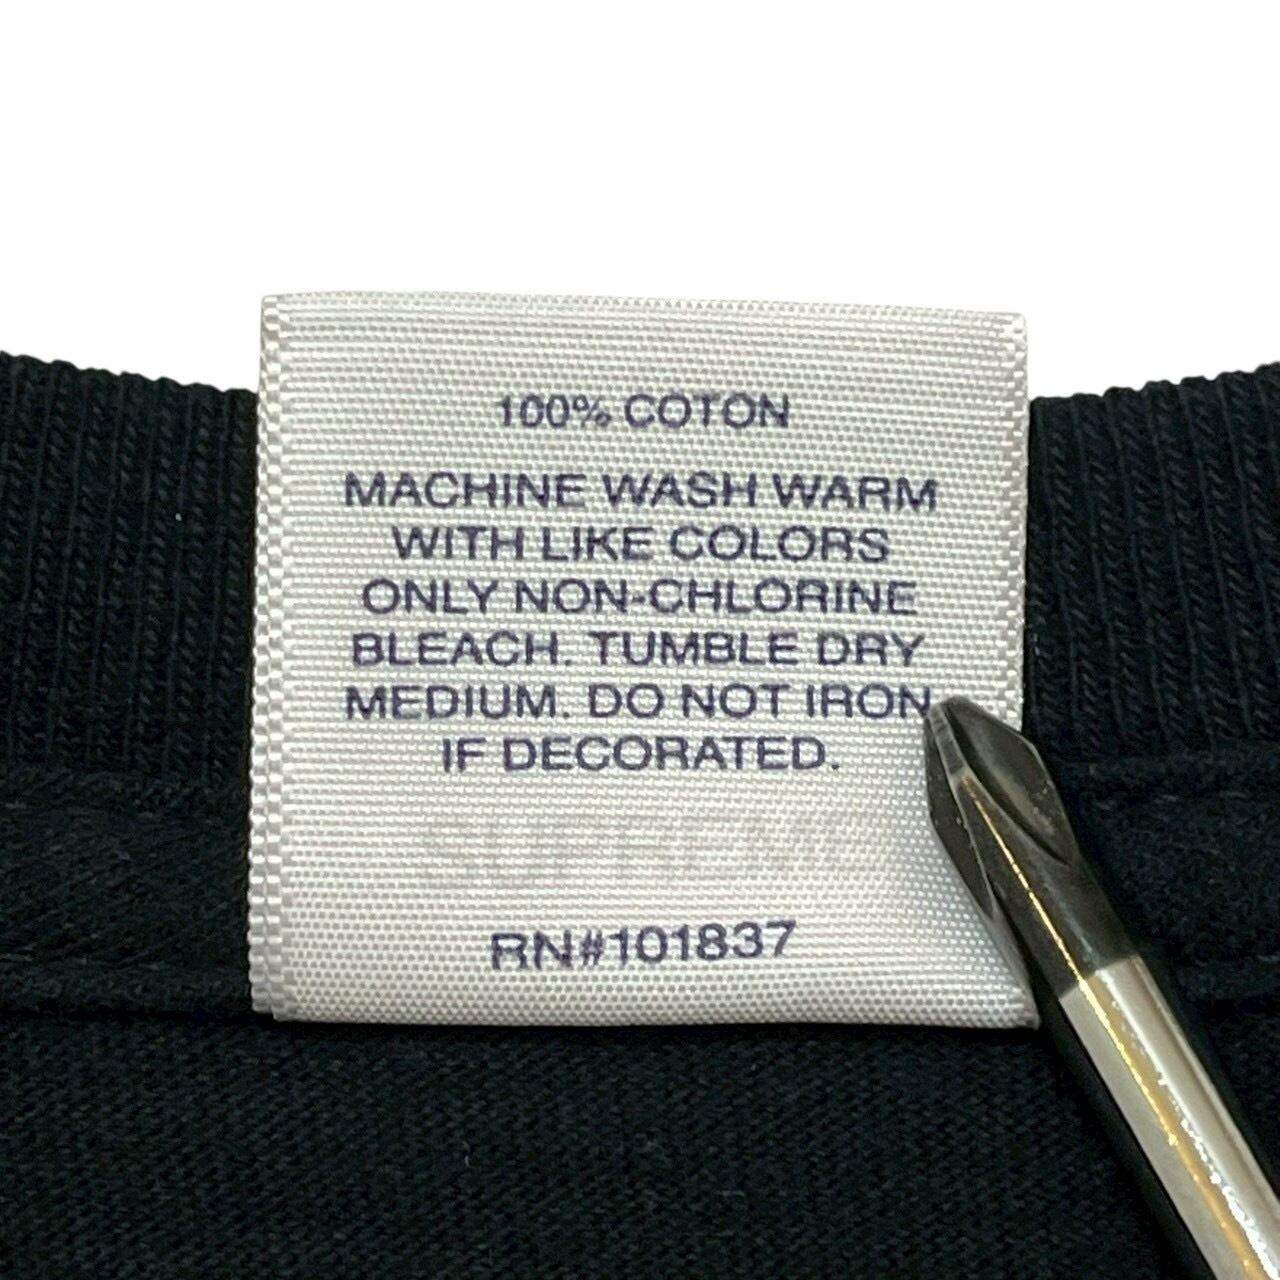 100% COTON
MACHINE WASH WARM
WITH LIKE COLORS
ONLY NON-CHLORINE
BLEACH. TUMBLE DRY
MEDIUM. DO NOT IRON
IF DECORATED.
RN#101837